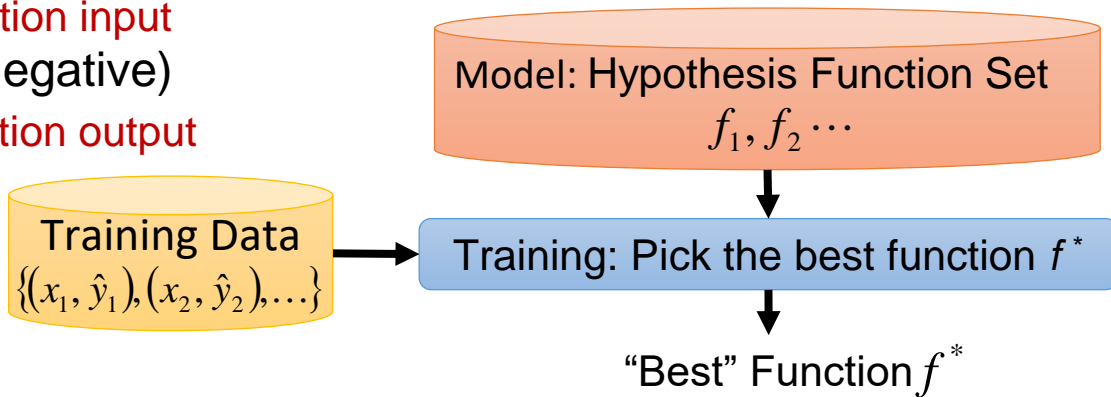 tion input
egative)
tion output
Model: Hypothesis Function Set
f₁, f₂ ⋯
Training Data
{(x₁, ŷ₁),(x₂, ŷ₂),…}
Training: Pick the best function f *
“Best” Function f *